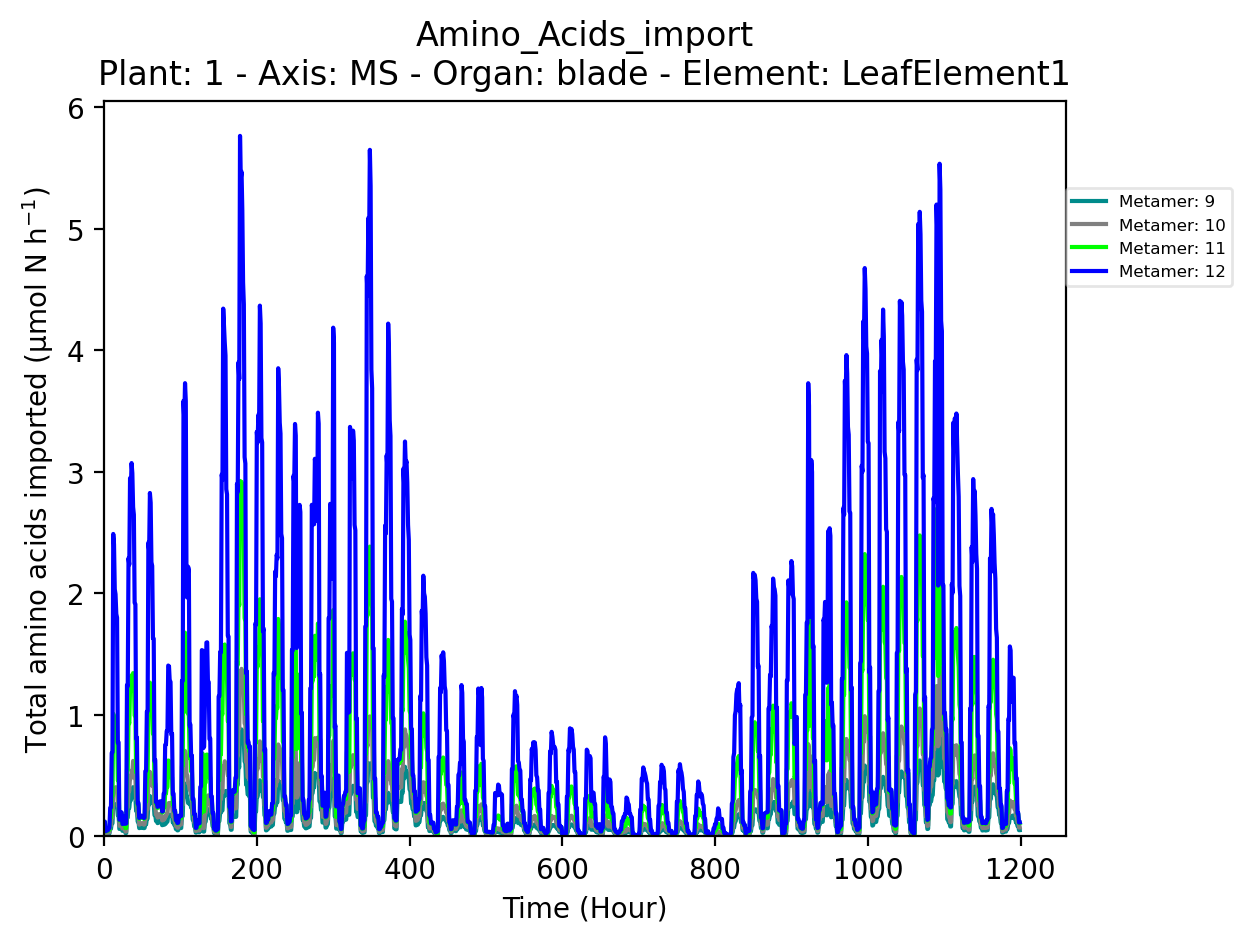 Amino_Acids_import
Plant: 1 - Axis: MS - Organ: blade - Element: LeafElement1
Total amino acids imported (µmol N h⁻¹)
6
5
4
3
2
1
0
0 200 400 600 800 1000 1200
Time (Hour)
Metamer: 9
Metamer: 10
Metamer: 11
Metamer: 12